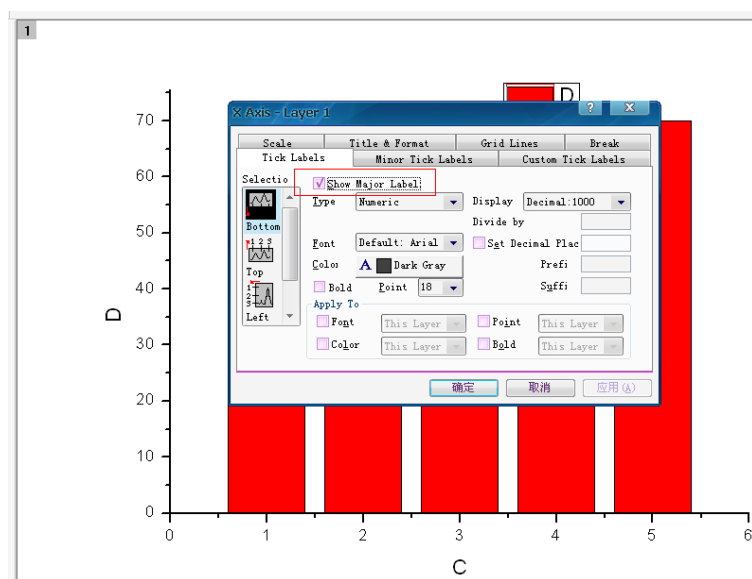 1
D
70
60
50
40
30
20
10
0
D
0 1 2 3 4 5 6
C
X Axis - Layer 1
Scale Title & Format Grid Lines Break
Tick Labels Minor Tick Labels Custom Tick Labels
Selectio
Show Major Label
Type Numeric Display Decimal:1000
Bottom
Divide by
Font Default: Arial Set Decimal Plac
Top
Color A Dark Gray Prefi
Bold Point 18 Suffi
Left
Apply To
Font This Layer Point This Layer
Color This Layer Bold This Layer
确定 取消 应用(A)